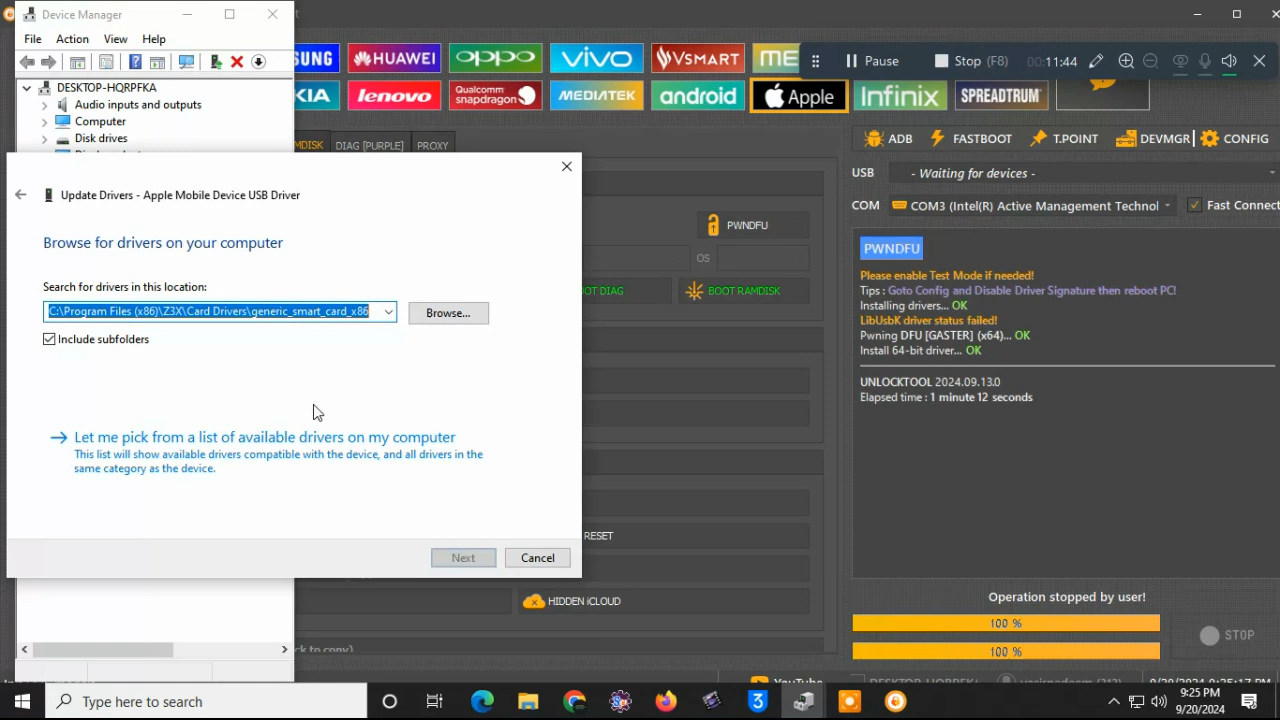 Device Manager
File Action View Help
DESKTOP-HQRPFKA
Audio inputs and outputs
Computer
Disk drives
SUNG
HUAWEI
oppo
vivo
VSMART
ME
KIA
lenovo
Qualcomm snapdragon
MEDIATEK
android
Apple
Infinix
SPREADTRUM
Pause
Stop (F8)
00:11:44
MDISK
DIAG [PURPLE]
PROXY
ADB
FASTBOOT
T.POINT
DEVMGR
CONFIG
USB - Waiting for devices -
COM COM3 (Intel(R) Active Management Technol
Fast Connect
Update Drivers - Apple Mobile Device USB Driver
Browse for drivers on your computer
Search for drivers in this location:
C:\Program Files (x86)\Z3X\Card Drivers\generic_smart_card_x86
Browse...
Include subfolders
Let me pick from a list of available drivers on my computer
This list will show available drivers compatible with the device, and all drivers in the
same category as the device.
Next
Cancel
PWNDFU
OS
OT DIAG
BOOT RAMDISK
RESET
HIDDEN iCLOUD
ck to copy)
PWNDFU
Please enable Test Mode if needed!
Tips : Goto Config and Disable Driver Signature then reboot PC!
Installing drivers... OK
LibUsbK driver status failed!
Pwning DFU [GASTER] (x64)... OK
Install 64-bit driver... OK
UNLOCKTOOL 2024.09.13.0
Elapsed time : 1 minute 12 seconds
Operation stopped by user!
100 %
100 %
STOP
YouTube
Type here to search
3
9:25 PM
9/20/2024